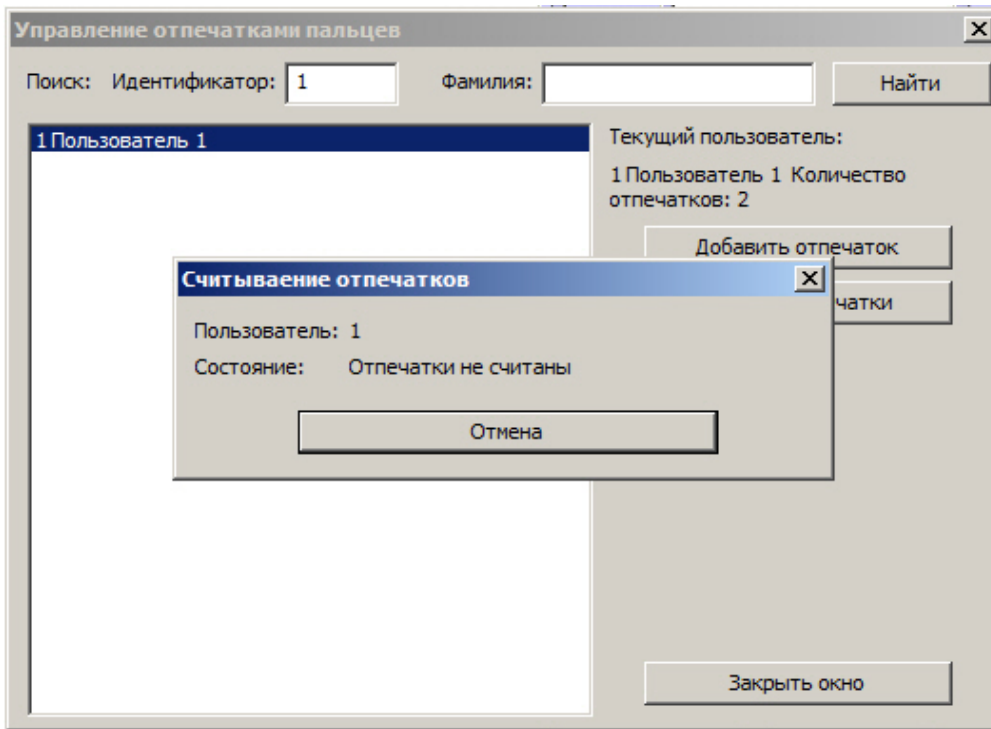 Управление отпечатками пальцев
Поиск: Идентификатор: 1 Фамилия: Найти
1 Пользователь 1
Текущий пользователь:
1 Пользователь 1 Количество
отпечатков: 2
Добавить отпечаток
чатки
Считываение отпечатков
Пользователь: 1
Состояние: Отпечатки не считаны
Отмена
Закрыть окно